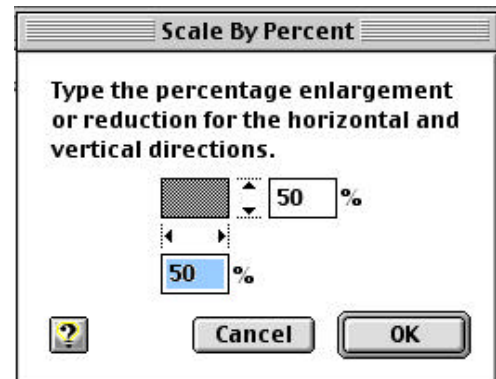 Scale By Percent
Type the percentage enlargement
or reduction for the horizontal and
vertical directions.
50 %
50 %
? Cancel OK